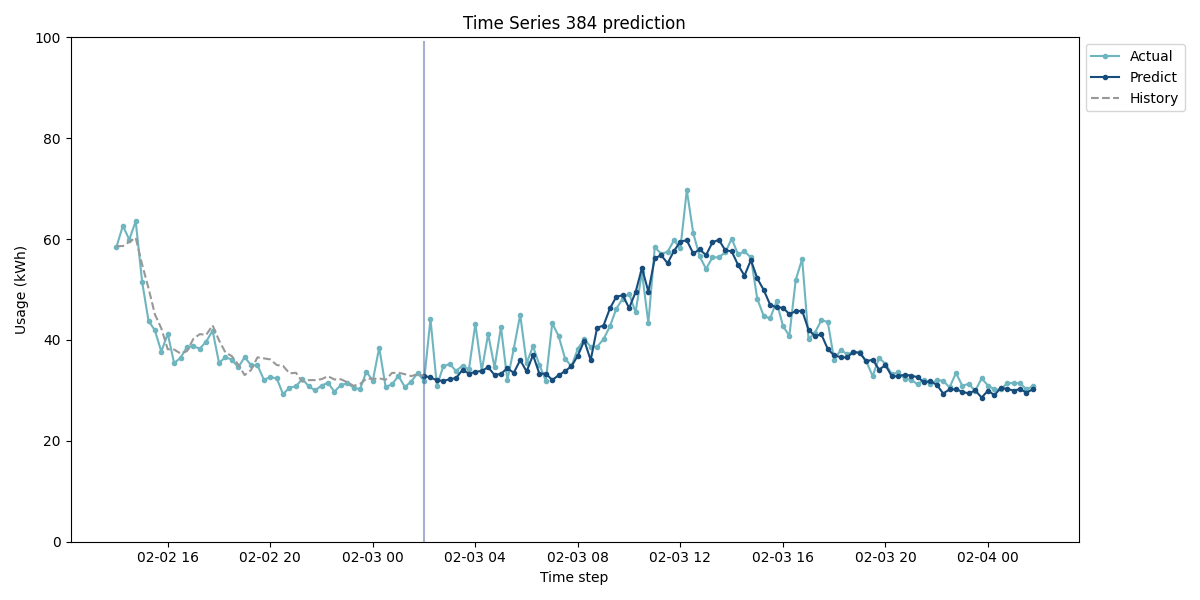 Time Series 384 prediction
100
80
60
40
20
0
Usage (kWh)
02-02 16
02-02 20
02-03 00
02-03 04
02-03 08
02-03 12
02-03 16
02-03 20
02-04 00
Time step
Actual
Predict
History